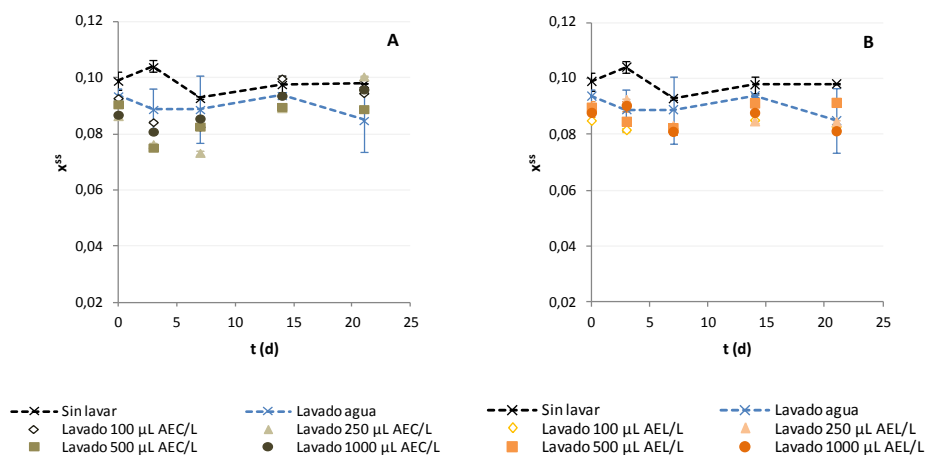 0,12
0,10
0,08
0,06
0,04
0,02
x^ss
0 5 10 15 20 25
t (d)
A
Sin lavar
Lavado agua
Lavado 100 µL AEC/L
Lavado 250 µL AEC/L
Lavado 500 µL AEC/L
Lavado 1000 µL AEC/L
0,12
0,10
0,08
0,06
0,04
0,02
x^ss
0 5 10 15 20 25
t (d)
B
Sin lavar
Lavado agua
Lavado 100 µL AEL/L
Lavado 250 µL AEL/L
Lavado 500 µL AEL/L
Lavado 1000 µL AEL/L